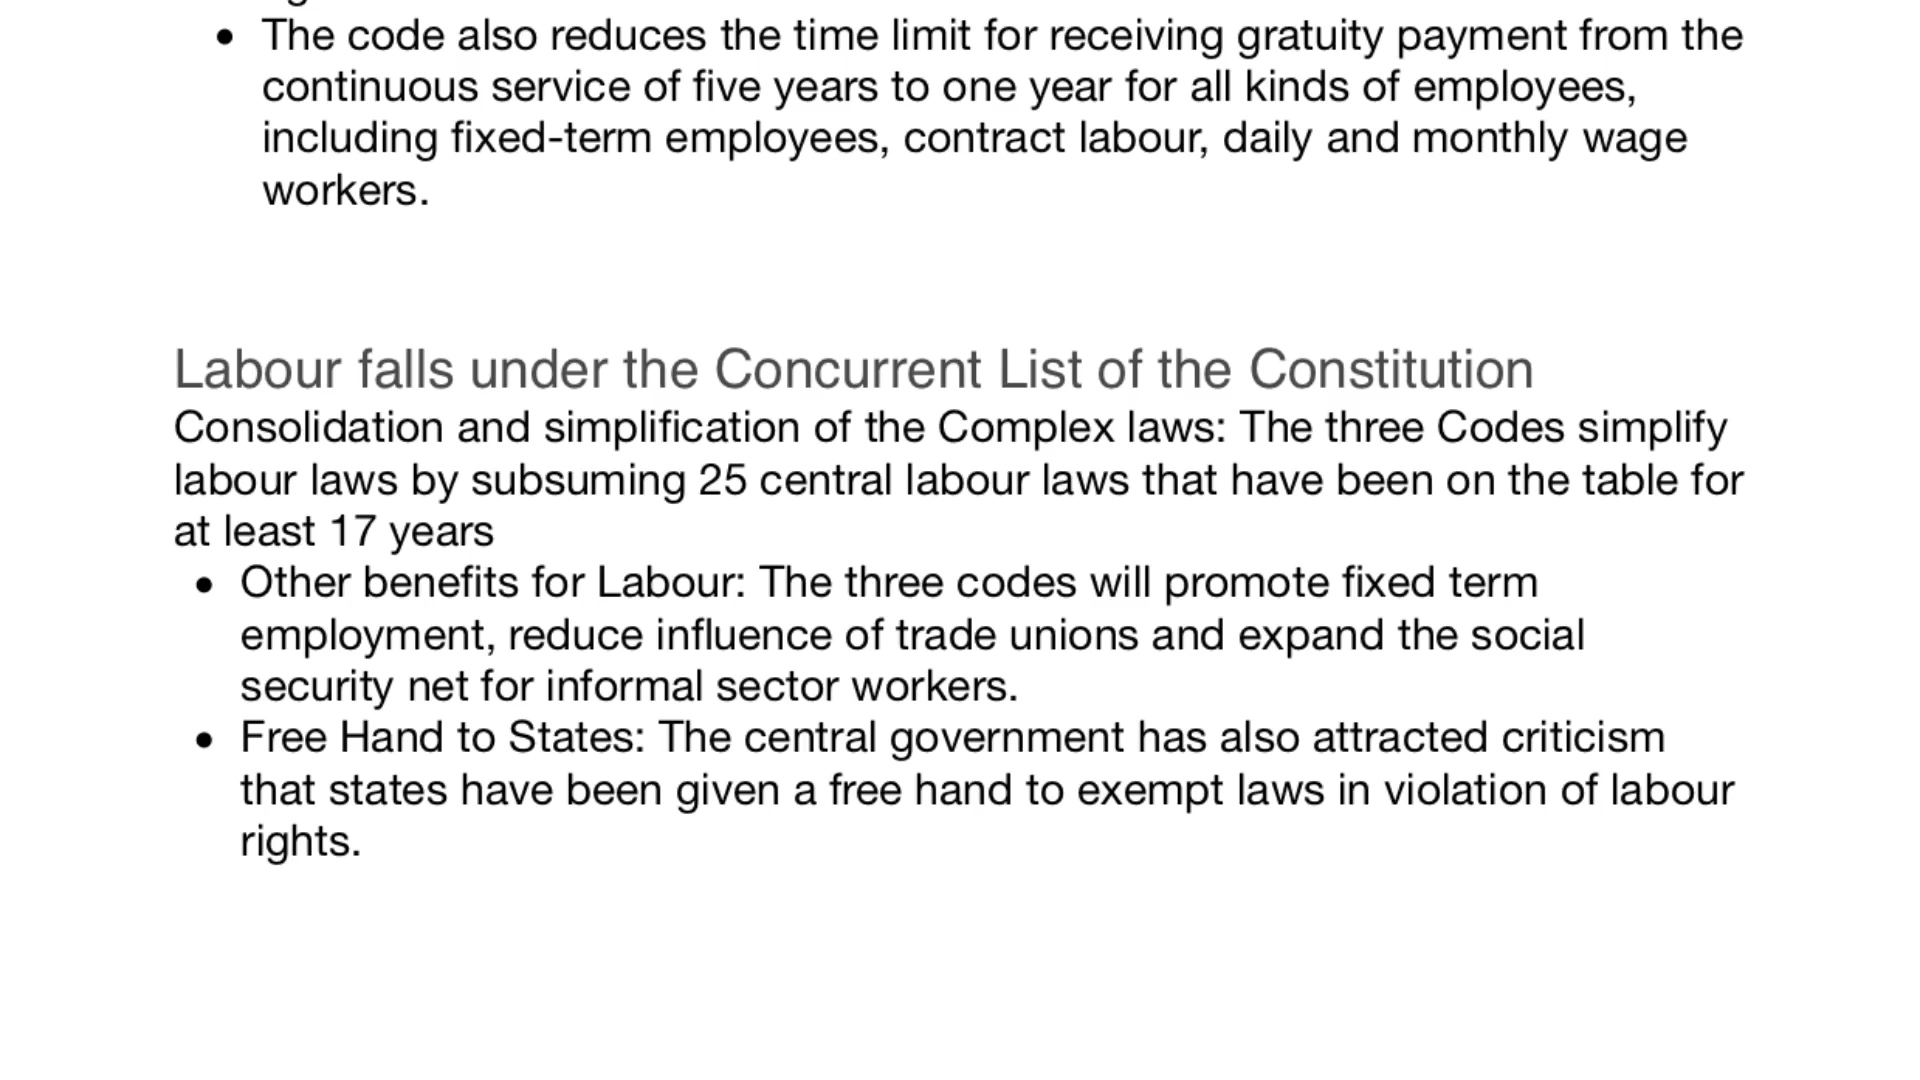 • The code also reduces the time limit for receiving gratuity payment from the
continuous service of five years to one year for all kinds of employees,
including fixed-term employees, contract labour, daily and monthly wage
workers.
Labour falls under the Concurrent List of the Constitution
Consolidation and simplification of the Complex laws: The three Codes simplify
labour laws by subsuming 25 central labour laws that have been on the table for
at least 17 years
• Other benefits for Labour: The three codes will promote fixed term
employment, reduce influence of trade unions and expand the social
security net for informal sector workers.
• Free Hand to States: The central government has also attracted criticism
that states have been given a free hand to exempt laws in violation of labour
rights.